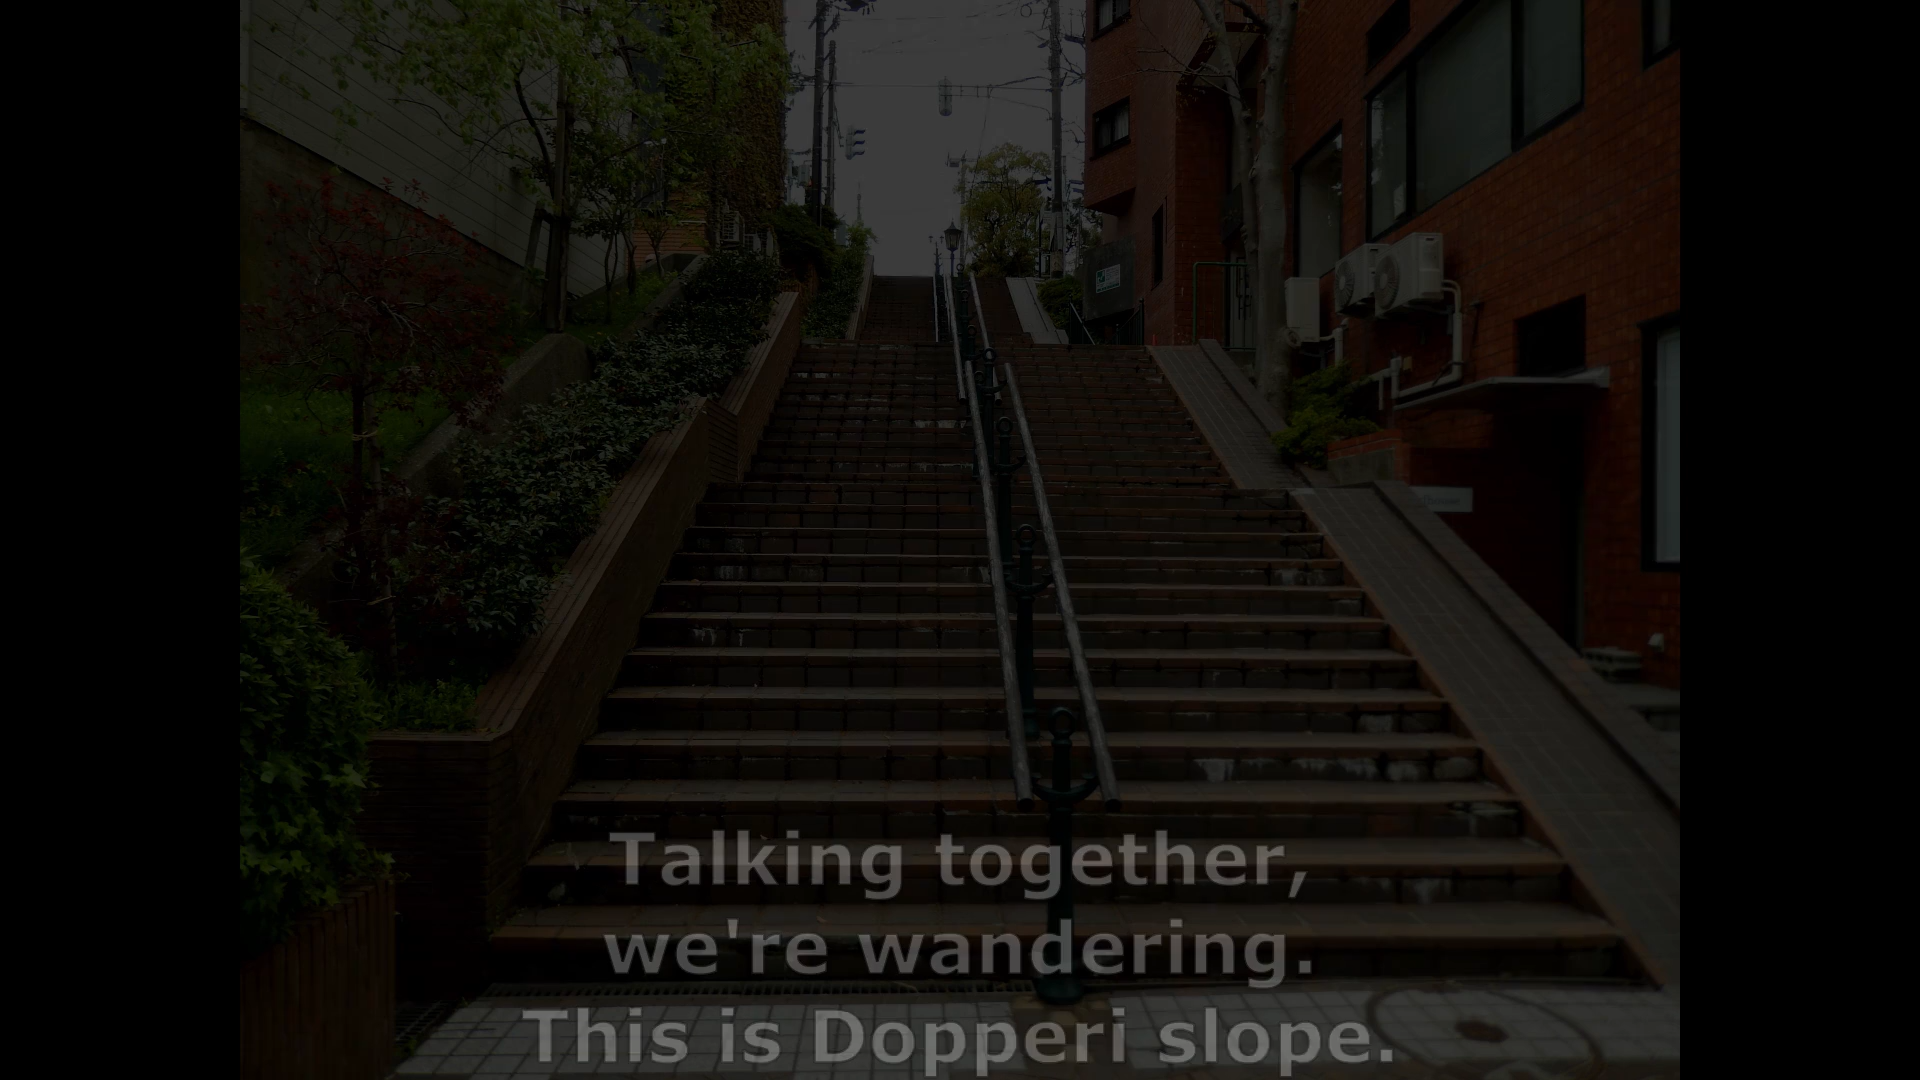 Talking together,
we're wandering.
This is Dopperi slope.